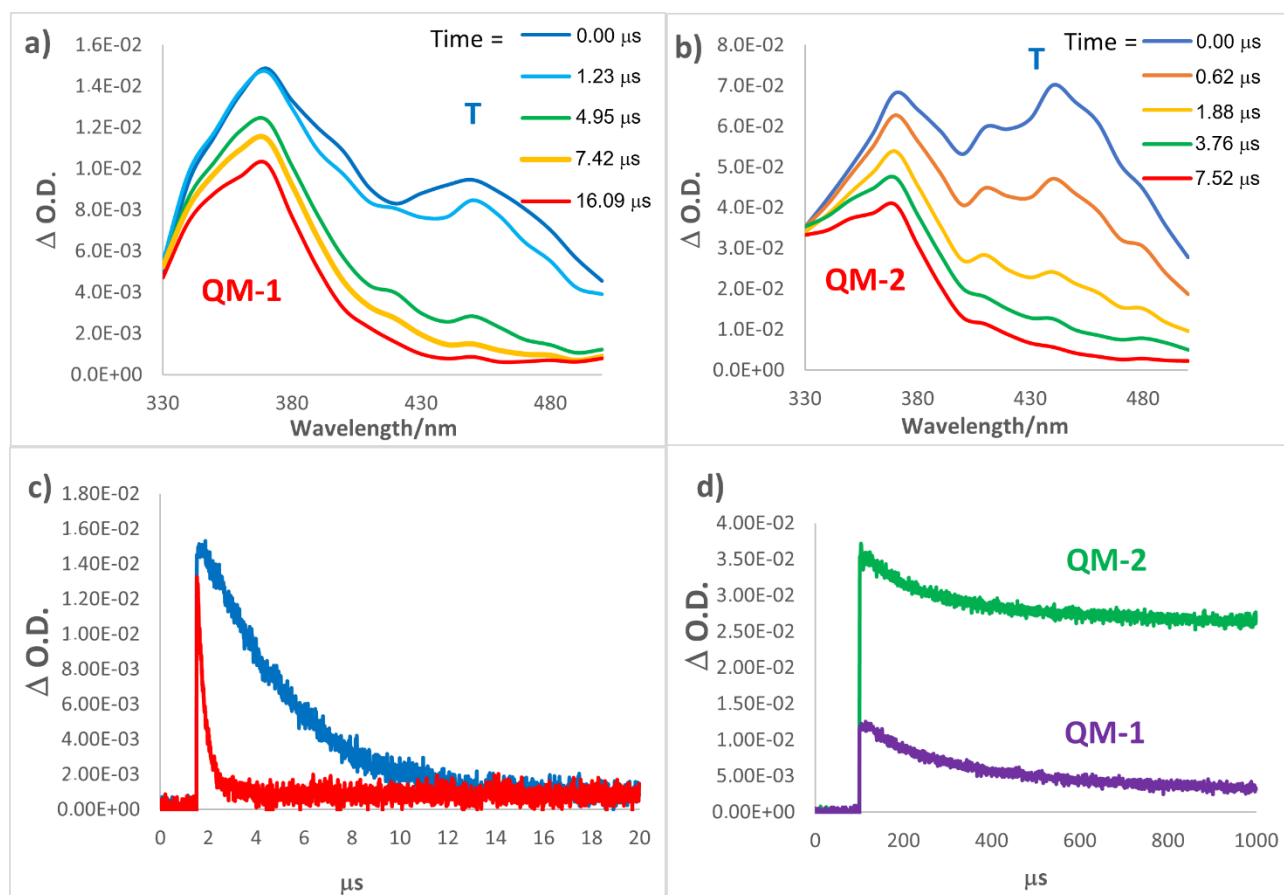 a)
Time =
0.00 μs
1.23 μs
4.95 μs
7.42 μs
16.09 μs
T
QM-1
Δ O.D.
1.6E-02
1.4E-02
1.2E-02
1.0E-02
8.0E-03
6.0E-03
4.0E-03
2.0E-03
0.0E+00
330
380
430
480
Wavelength/nm
b)
Time =
0.00 μs
0.62 μs
1.88 μs
3.76 μs
7.52 μs
T
QM-2
Δ O.D.
8.0E-02
7.0E-02
6.0E-02
5.0E-02
4.0E-02
3.0E-02
2.0E-02
1.0E-02
0.0E+00
330
380
430
480
Wavelength/nm
c)
Δ O.D.
1.80E-02
1.60E-02
1.40E-02
1.20E-02
1.00E-02
8.00E-03
6.00E-03
4.00E-03
2.00E-03
0.00E+00
0
2
4
6
8
10
12
14
16
18
20
μs
d)
Δ O.D.
4.00E-02
3.50E-02
3.00E-02
2.50E-02
2.00E-02
1.50E-02
1.00E-02
5.00E-03
0.00E+00
QM-2
QM-1
0
200
400
600
800
1000
μs